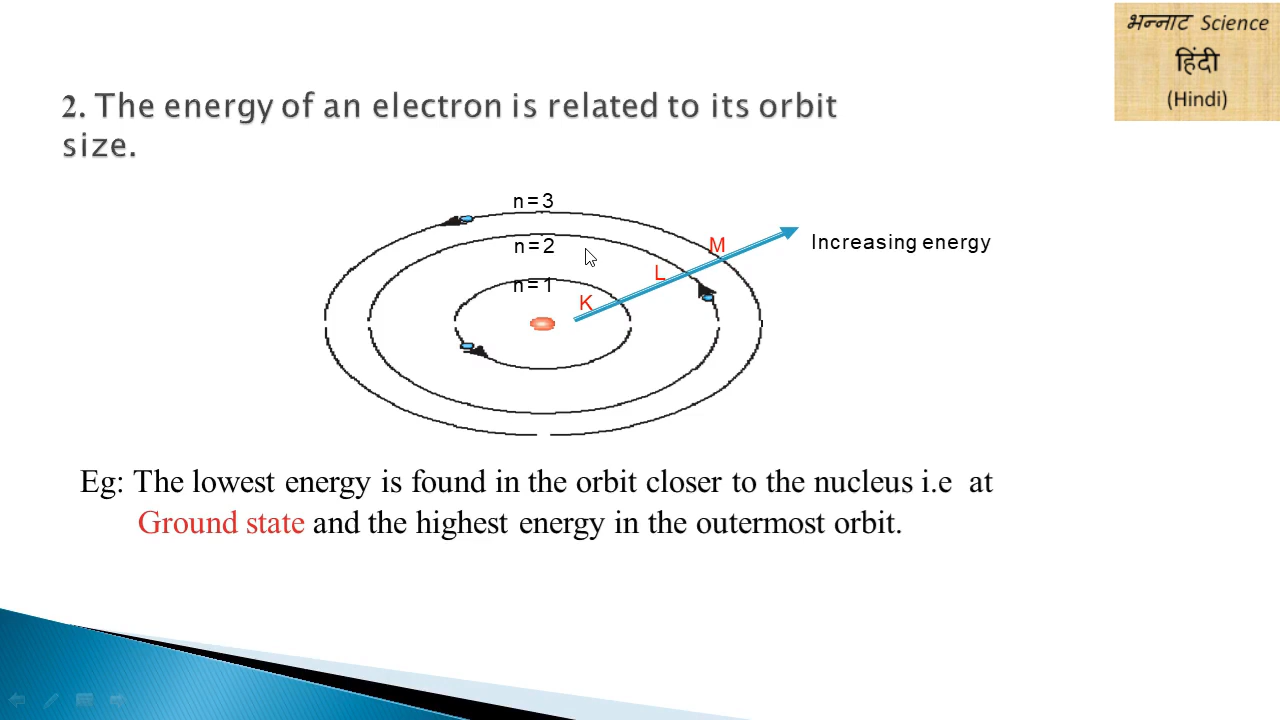 भन्नाट Science
हिंदी
(Hindi)
2. The energy of an electron is related to its orbit
size.
n=3
n=2
n=1
M
L
K
Increasing energy
Eg: The lowest energy is found in the orbit closer to the nucleus i.e at
Ground state and the highest energy in the outermost orbit.